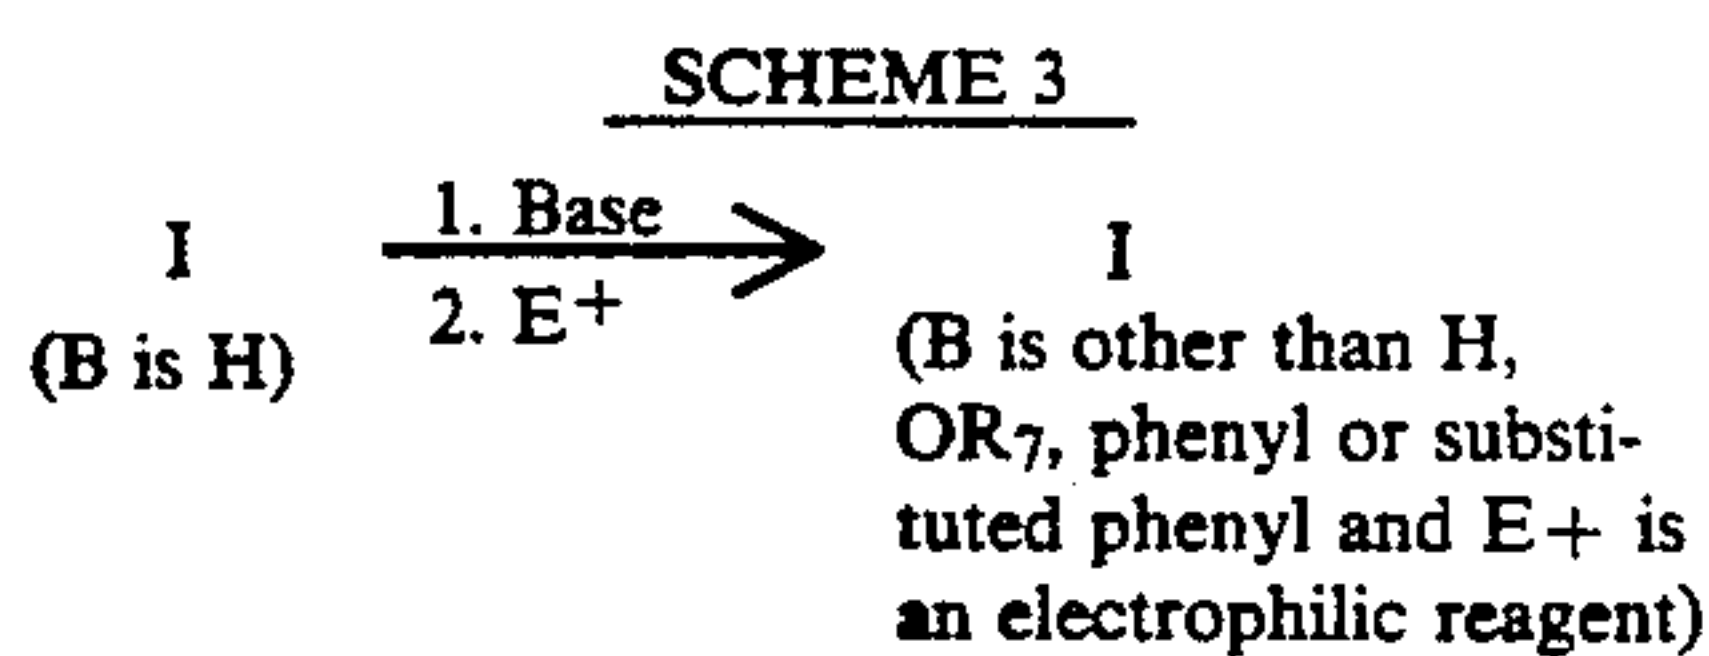 SCHEME 3
1. Base
I
I
2. E+
(B is H)
(B is other than H,
OR7, phenyl or substi-
tuted phenyl and E+ is
an electrophilic reagent)